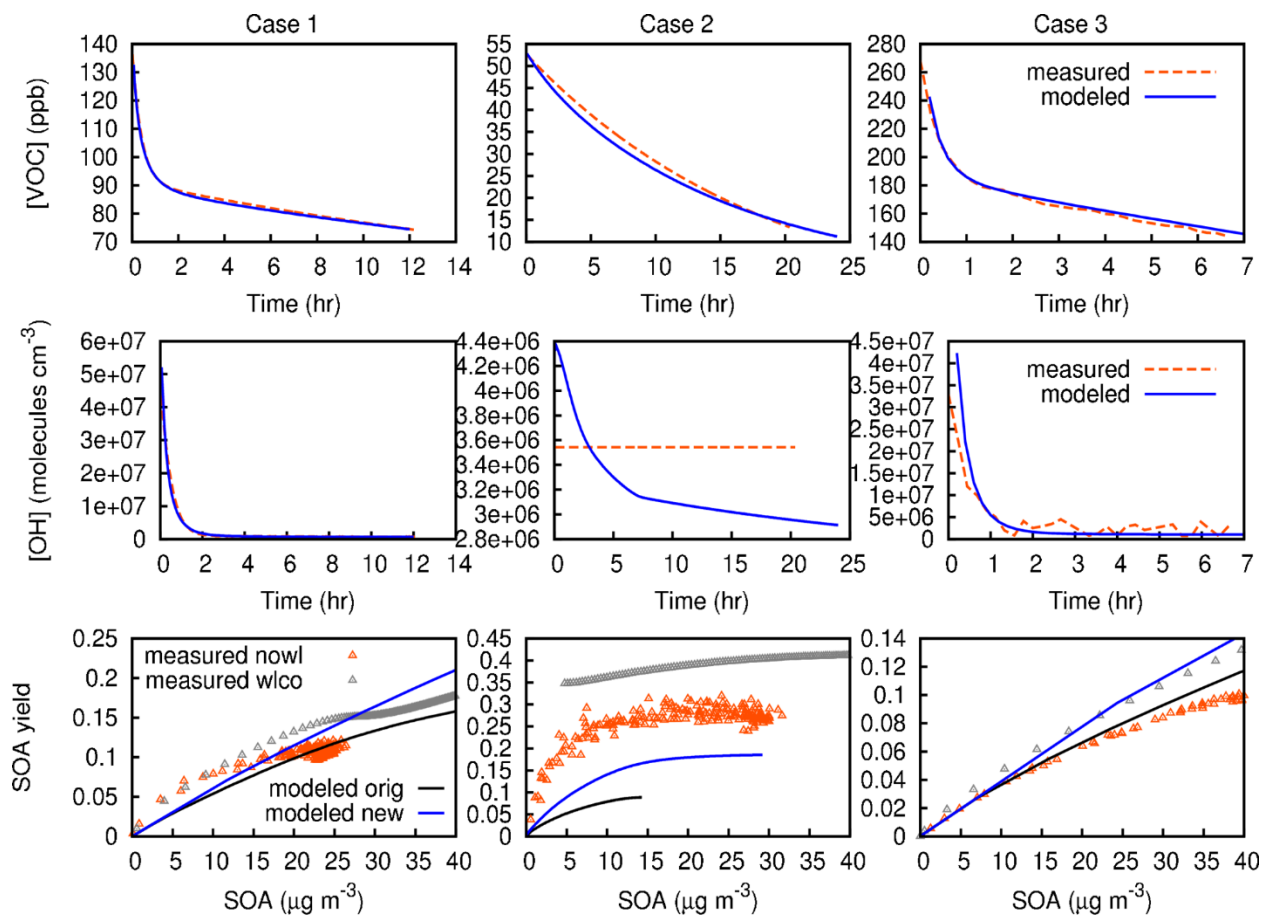 Case 1 Case 2 Case 3
[VOC] (ppb)
140 130 120 110 100 90 80 70
0 2 4 6 8 10 12 14
Time (hr)
55 50 45 40 35 30 25 20 15 10
0 5 10 15 20 25
Time (hr)
280 260 240 220 200 180 160 140
measured
modeled
0 1 2 3 4 5 6 7
Time (hr)
[OH] (molecules cm⁻³)
6e+07 5e+07 4e+07 3e+07 2e+07 1e+07 0
0 2 4 6 8 10 12 14
Time (hr)
4.4e+06 4.2e+06 4e+06 3.8e+06 3.6e+06 3.4e+06 3.2e+06 3e+06 2.8e+06
0 5 10 15 20 25
Time (hr)
4.5e+07 4e+07 3.5e+07 3e+07 2.5e+07 2e+07 1.5e+07 1e+07 5e+06 0
measured
modeled
0 1 2 3 4 5 6 7
Time (hr)
SOA yield
0.25 0.2 0.15 0.1 0.05 0
measured nowl
measured wlco
modeled orig
modeled new
0 5 10 15 20 25 30 35 40
SOA (μg m⁻³)
0.45 0.4 0.35 0.3 0.25 0.2 0.15 0.1 0.05 0
0 5 10 15 20 25 30 35 40
SOA (μg m⁻³)
0.14 0.12 0.1 0.08 0.06 0.04 0.02 0
0 5 10 15 20 25 30 35 40
SOA (μg m⁻³)